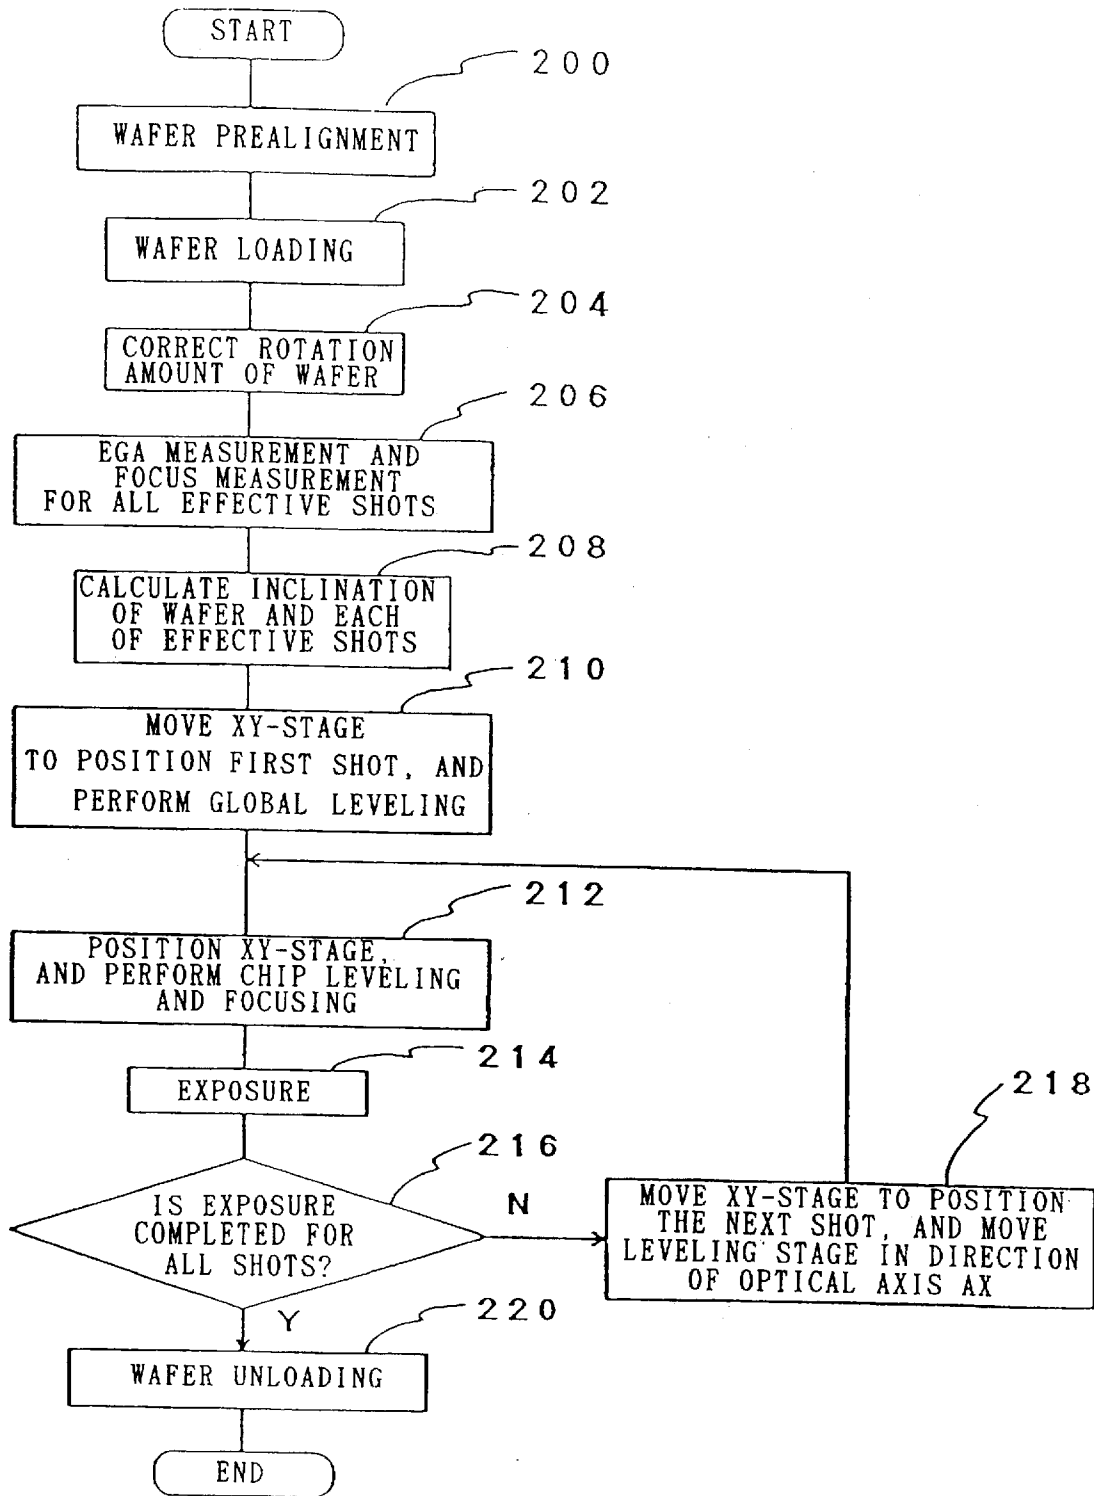 START
200
WAFER PREALIGNMENT
202
WAFER LOADING
204
CORRECT ROTATION
AMOUNT OF WAFER
206
EGA MEASUREMENT AND
FOCUS MEASUREMENT
FOR ALL EFFECTIVE SHOTS
208
CALCULATE INCLINATION
OF WAFER AND EACH
OF EFFECTIVE SHOTS
210
MOVE XY-STAGE
TO POSITION FIRST SHOT, AND
PERFORM GLOBAL LEVELING
212
POSITION XY-STAGE,
AND PERFORM CHIP LEVELING
AND FOCUSING
214
EXPOSURE
216
IS EXPOSURE
COMPLETED FOR
ALL SHOTS?
N
218
MOVE XY-STAGE TO POSITION
THE NEXT SHOT, AND MOVE
LEVELING STAGE IN DIRECTION
OF OPTICAL AXIS AX
Y
220
WAFER UNLOADING
END